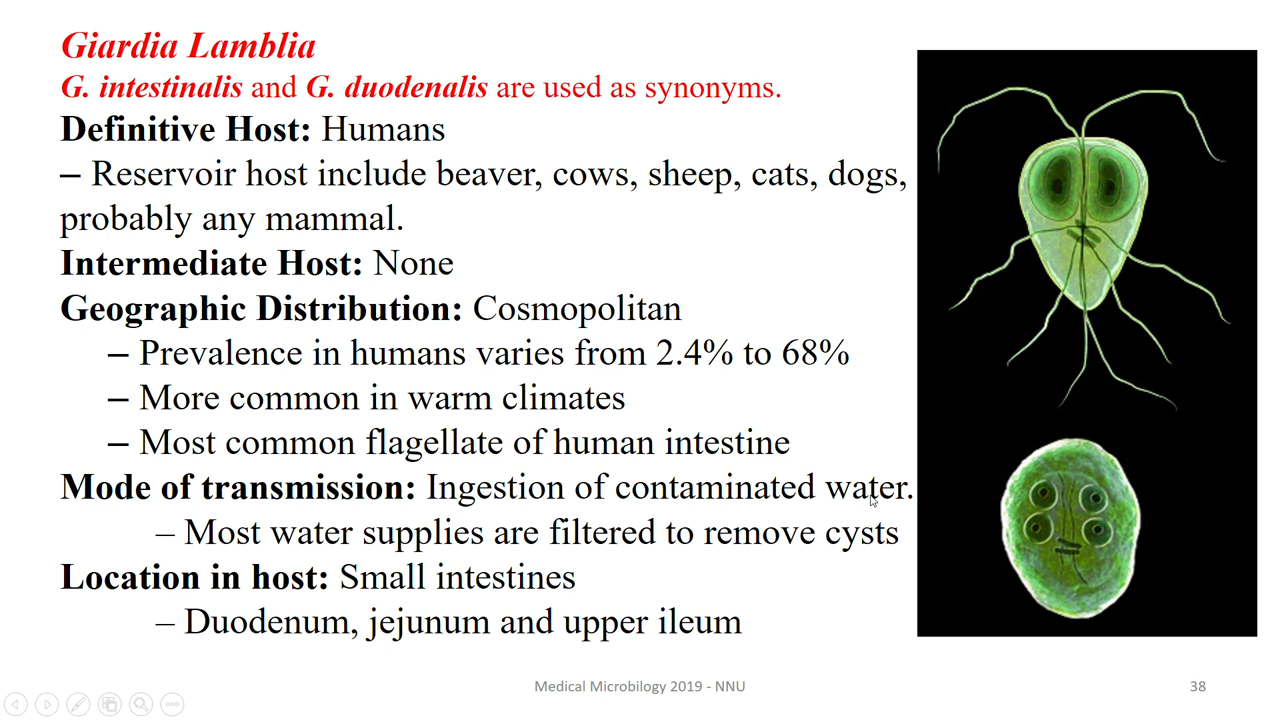 Giardia Lamblia
G. intestinalis and G. duodenalis are used as synonyms.
Definitive Host: Humans
– Reservoir host include beaver, cows, sheep, cats, dogs,
probably any mammal.
Intermediate Host: None
Geographic Distribution: Cosmopolitan
– Prevalence in humans varies from 2.4% to 68%
– More common in warm climates
– Most common flagellate of human intestine
Mode of transmission: Ingestion of contaminated water.
– Most water supplies are filtered to remove cysts
Location in host: Small intestines
– Duodenum, jejunum and upper ileum
Medical Microbilogy 2019 - NNU
38